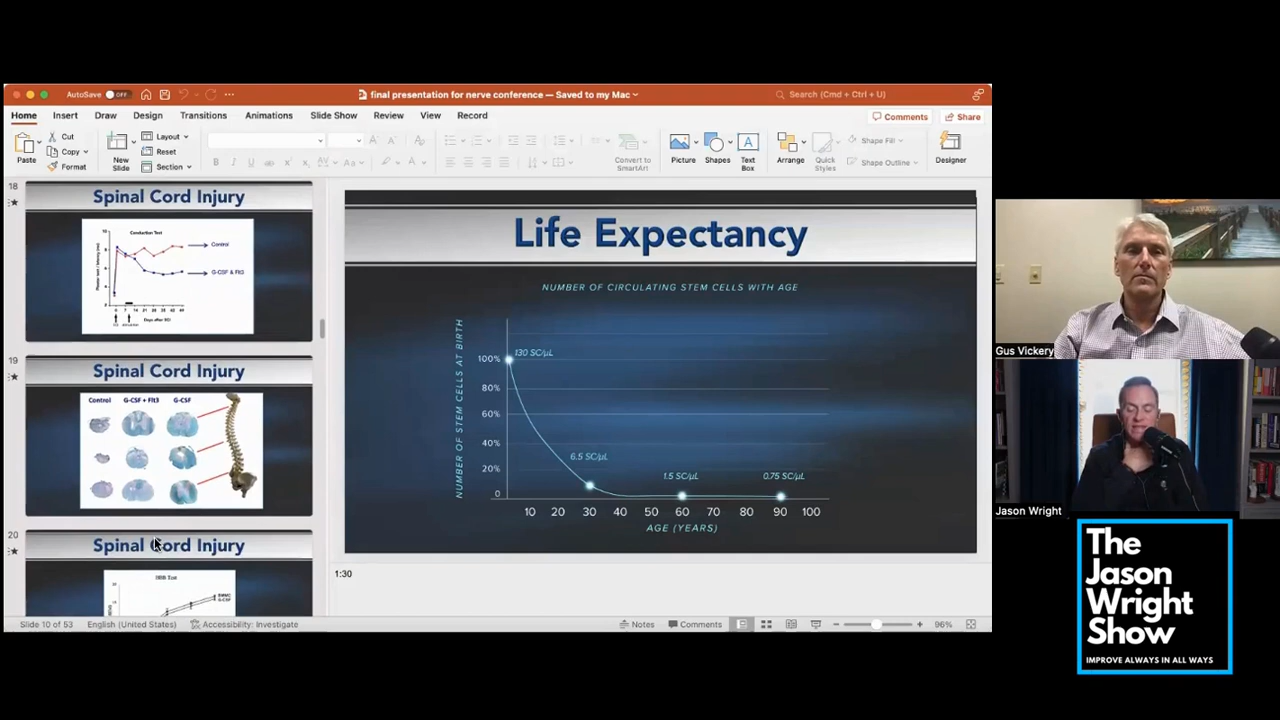 AutoSave OFF
final presentation for nerve conference — Saved to my Mac
Search (Cmd + Ctrl + U)
Home Insert Draw Design Transitions Animations Slide Show Review View Record
Comments Share
Paste
Cut
Copy
Format
New Slide
Layout
Reset
Section
Convert to SmartArt
Picture
Shapes
Text Box
Arrange
Quick Styles
Shape Fill
Shape Outline
Designer
18
Spinal Cord Injury
Conduction Test
Control
G-CSF & Flt3
Days after SCI
19
Spinal Cord Injury
Control G-CSF + Flt3 G-CSF
20
Spinal Cord Injury
BBB Test
Life Expectancy
NUMBER OF CIRCULATING STEM CELLS WITH AGE
NUMBER OF STEM CELLS AT BIRTH
100%
80%
60%
40%
20%
0
130 SC/µL
6.5 SC/µL
1.5 SC/µL
0.75 SC/µL
10 20 30 40 50 60 70 80 90 100
AGE (YEARS)
1:30
Slide 10 of 53 English (United States) Accessibility: Investigate
Notes Comments 96%
Gus Vickery
Jason Wright
The
Jason
Wright
Show
IMPROVE ALWAYS IN ALL WAYS